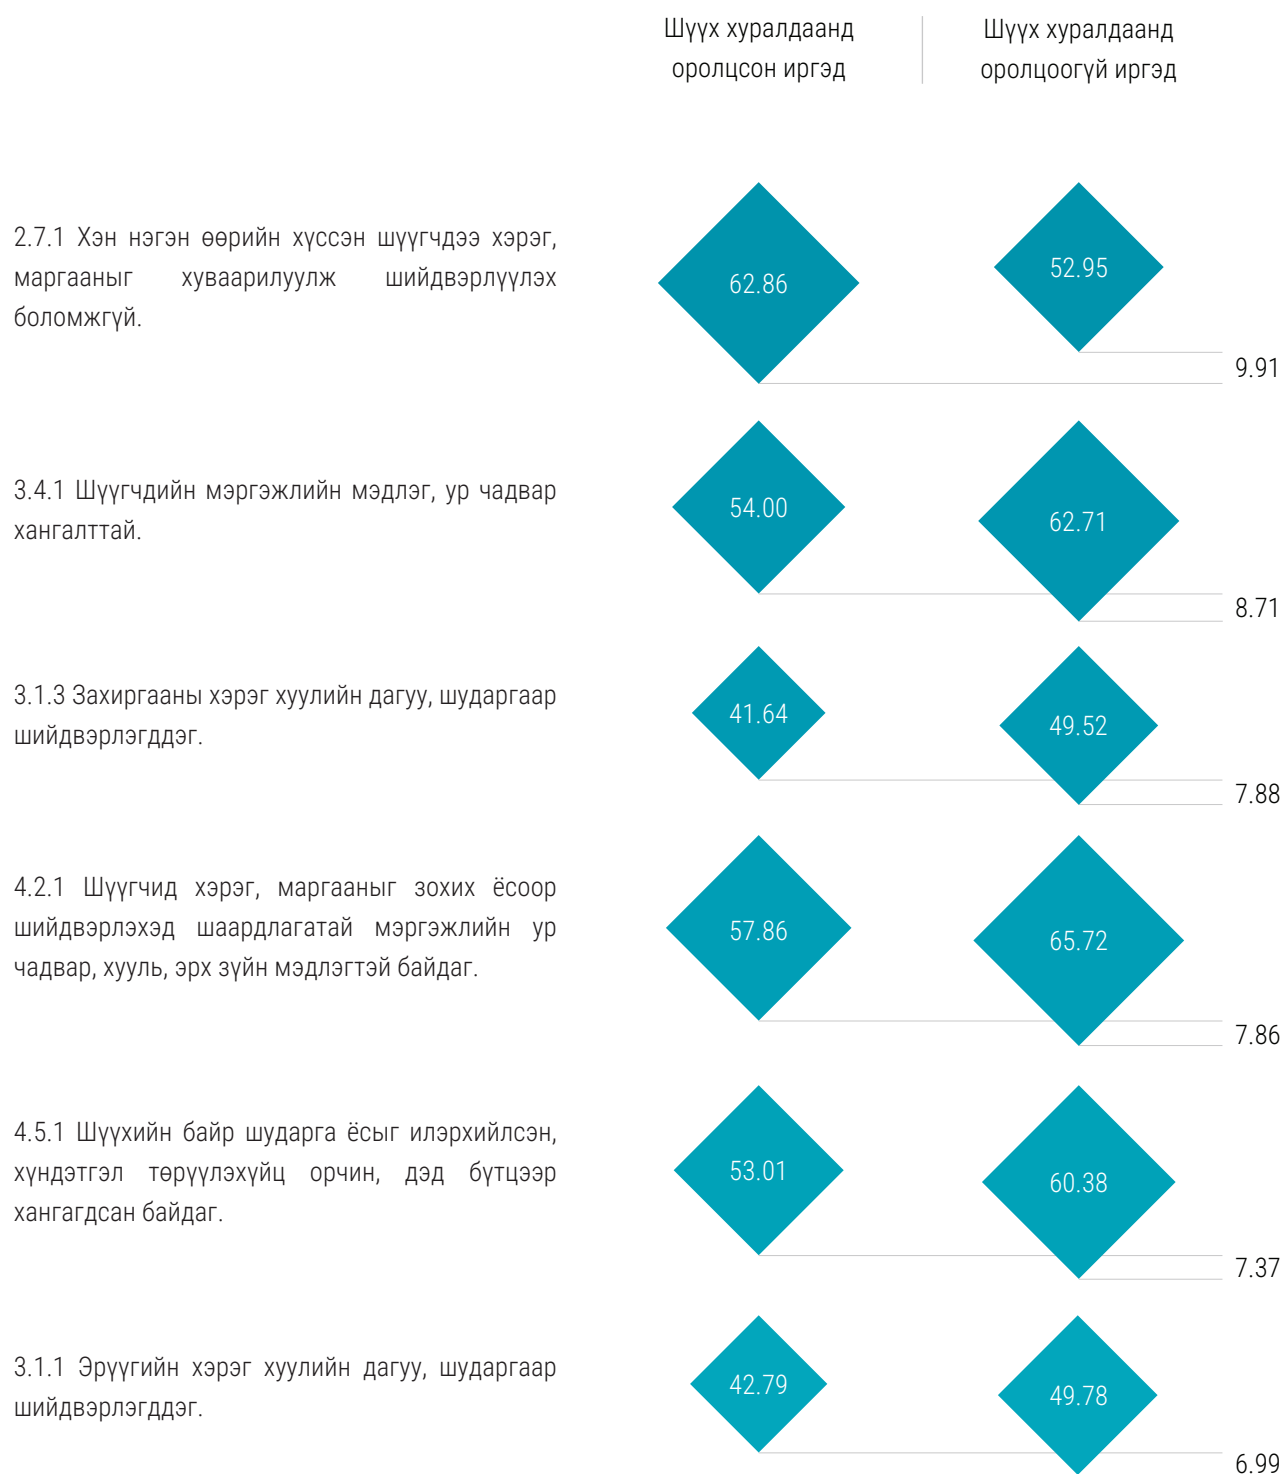 Шүүх хуралдаанд
оролцсон иргэд
Шүүх хуралдаанд
оролцоогүй иргэд
2.7.1 Хэн нэгэн өөрийн хүссэн шүүгчдээ хэрэг,
маргааныг хуваарилуулж шийдвэрлүүлэх
боломжгүй.
62.86
52.95
9.91
3.4.1 Шүүгчдийн мэргэжлийн мэдлэг, ур чадвар
хангалттай.
54.00
62.71
8.71
3.1.3 Захиргааны хэрэг хуулийн дагуу, шударгаар
шийдвэрлэгддэг.
41.64
49.52
7.88
4.2.1 Шүүгчид хэрэг, маргааныг зохих ёсоор
шийдвэрлэхэд шаардлагатай мэргэжлийн ур
чадвар, хууль, эрх зүйн мэдлэгтэй байдаг.
57.86
65.72
7.86
4.5.1 Шүүхийн байр шударга ёсыг илэрхийлсэн,
хүндэтгэл төрүүлэхүйц орчин, дэд бүтцээр
хангагдсан байдаг.
53.01
60.38
7.37
3.1.1 Эрүүгийн хэрэг хуулийн дагуу, шударгаар
шийдвэрлэгддэг.
42.79
49.78
6.99